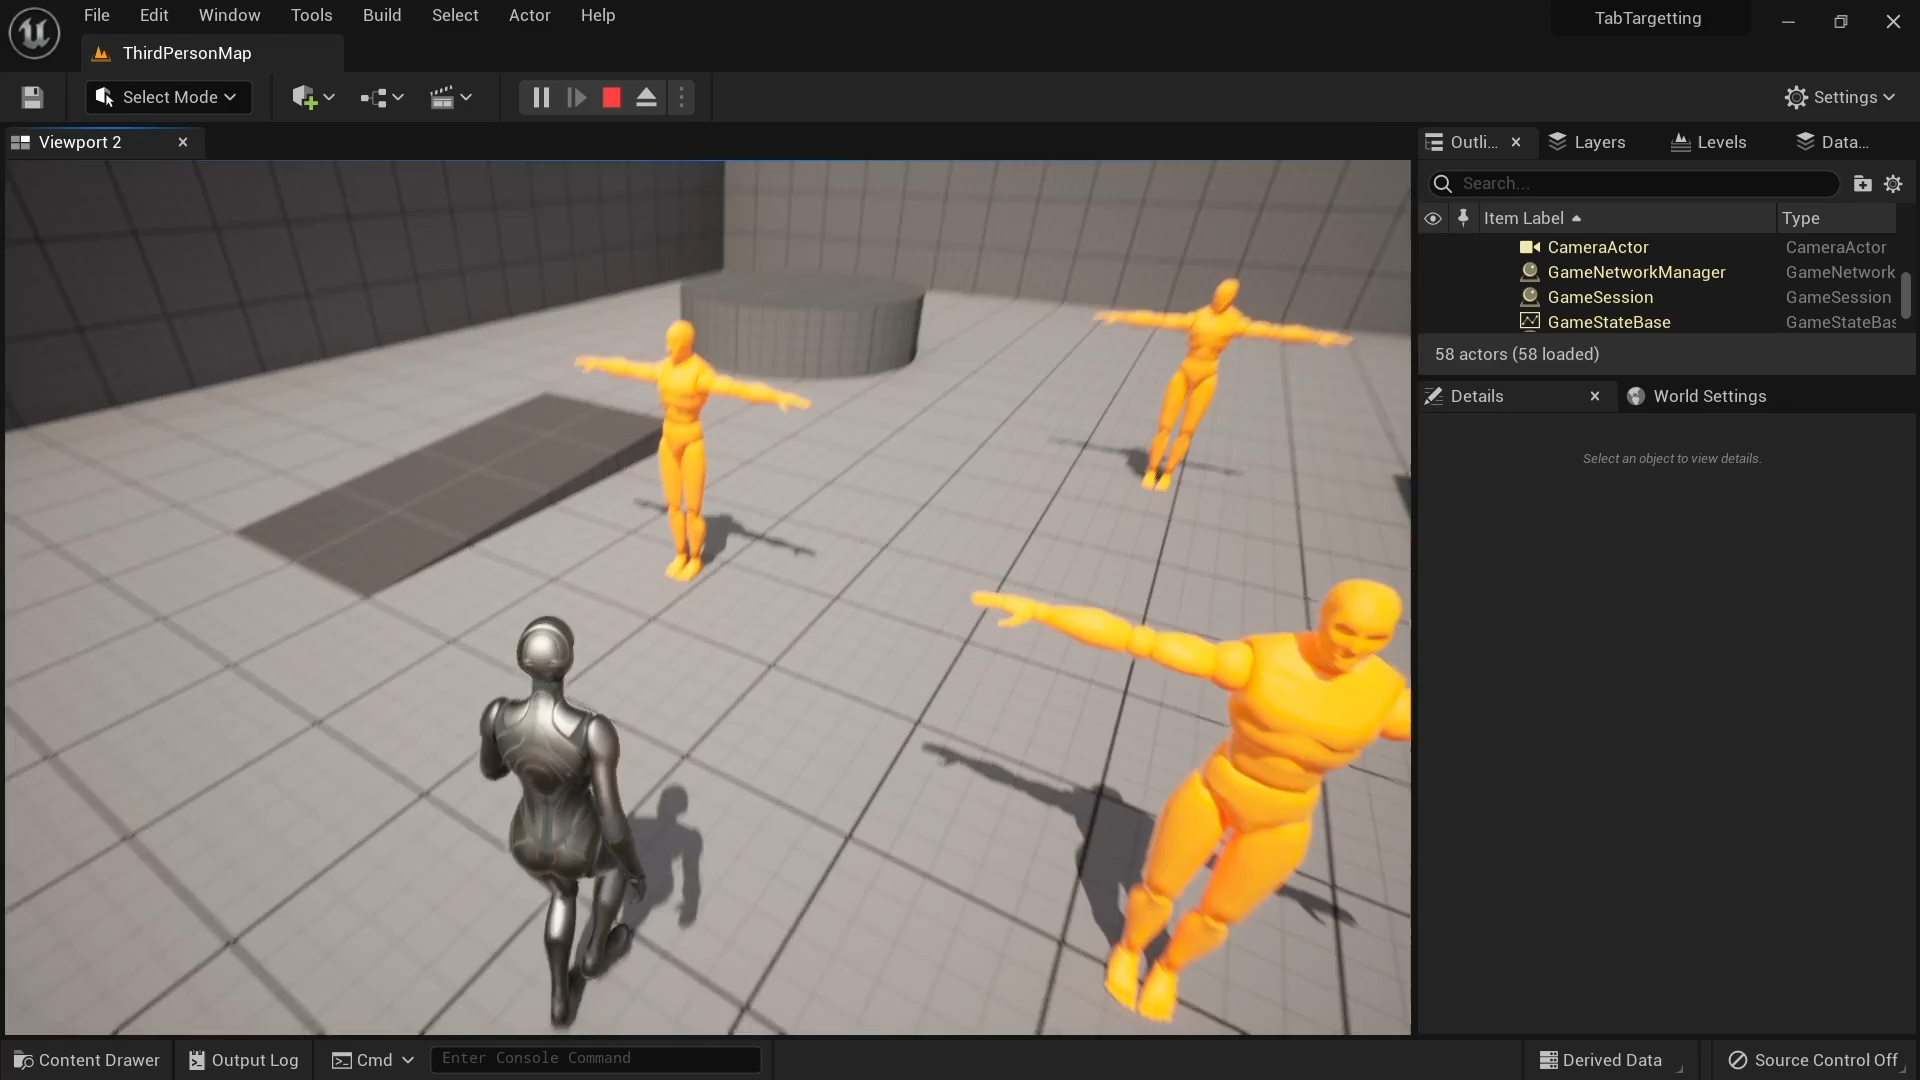 File Edit Window Tools Build Select Actor Help
TabTargetting
ThirdPersonMap
Select Mode
Settings
Viewport 2
Outli...
Layers
Levels
Data...
Search...
Item Label
Type
CameraActor CameraActor
GameNetworkManager GameNetwork
GameSession GameSession
GameStateBase GameStateBas
58 actors (58 loaded)
Details
World Settings
Select an object to view details.
Content Drawer
Output Log
Cmd
Enter Console Command
Derived Data
Source Control Off